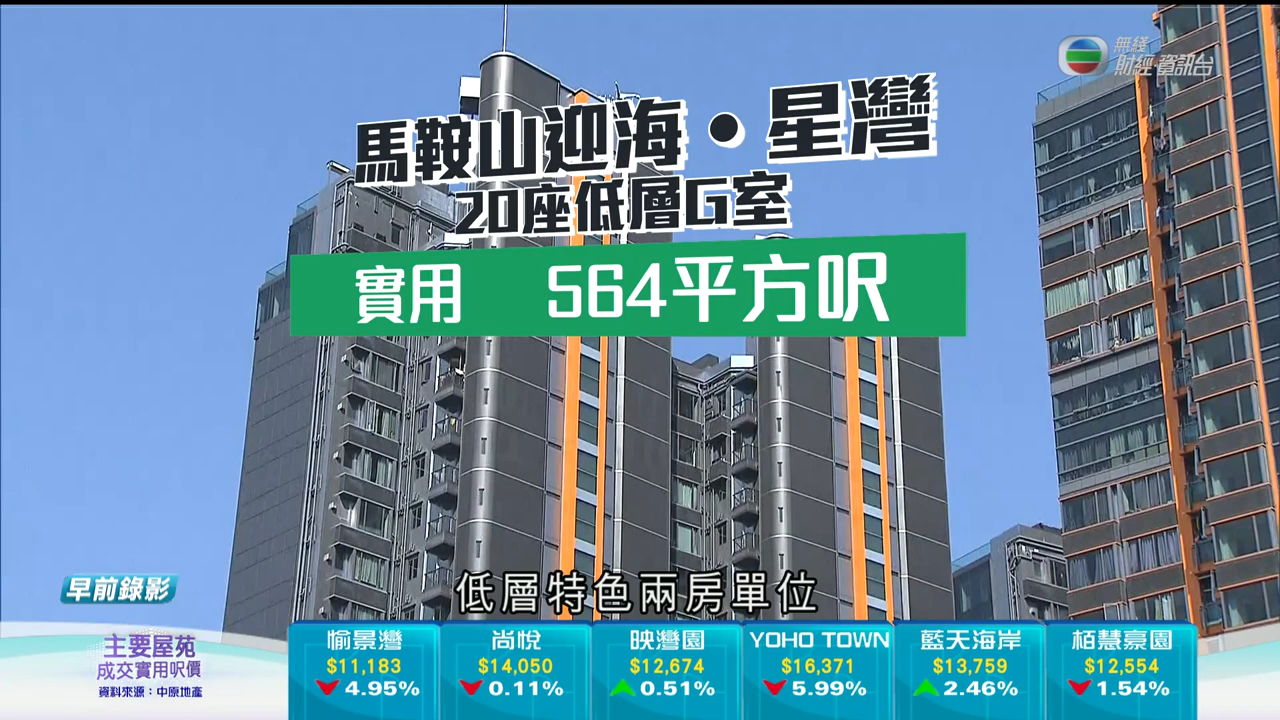 無綫
財經·資訊台
馬鞍山迎海·星灣
20座低層G室
實用 564平方呎
早前錄影
低層特色兩房單位
主要屋苑
成交實用呎價
資料來源：中原地產
愉景灣
$11,183
4.95%
尚悅
$14,050
0.11%
映灣園
$12,674
0.51%
YOHO TOWN
$16,371
5.99%
藍天海岸
$13,759
2.46%
栢慧豪園
$12,554
1.54%